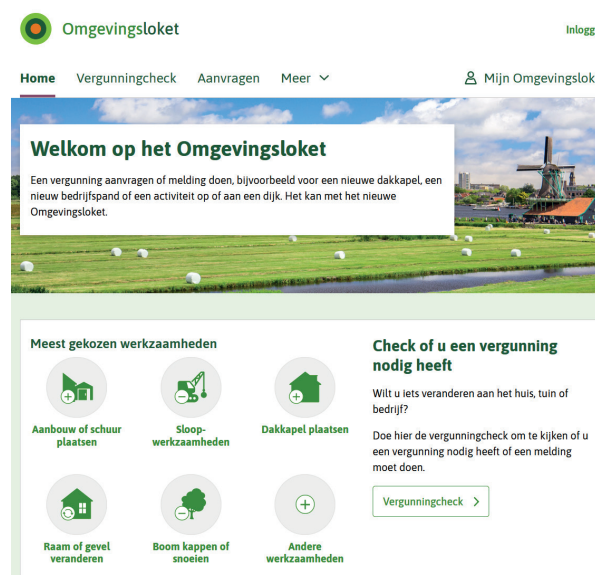 Omgevingsloket
Inlogg
Home Vergunningcheck Aanvragen Meer
Mijn Omgevingslok
Welkom op het Omgevingsloket
Een vergunning aanvragen of melding doen, bijvoorbeeld voor een nieuwe dakkapel, een
nieuw bedrijfspand of een activiteit op of aan een dijk. Het kan met het nieuwe
Omgevingsloket.
Meest gekozen werkzaamheden
Aanbouw of schuur
plaatsen
Sloop-
werkzaamheden
Dakkapel plaatsen
Raam of gevel
veranderen
Boom kappen of
snoeien
Andere
werkzaamheden
Check of u een vergunning
nodig heeft
Wilt u iets veranderen aan het huis, tuin of
bedrijf?
Doe hier de vergunningcheck om te kijken of u
een vergunning nodig heeft of een melding
moet doen.
Vergunningcheck